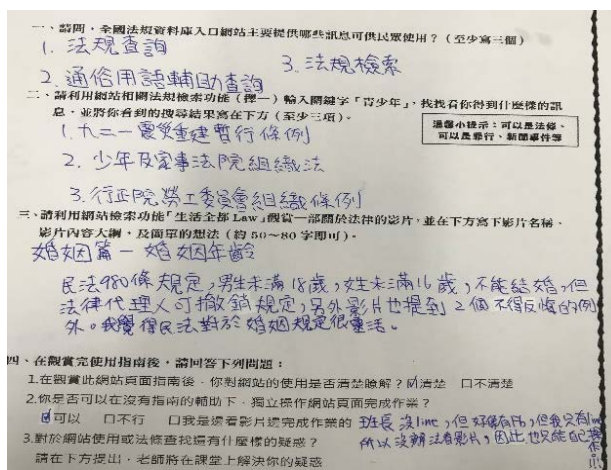 一、請問，全國法規資料庫入口網站主要提供哪些訊息可供民眾使用？(至少寫三個)
1. 法規查詢
3. 法規檢索
2. 通俗用語輔助查詢
二、請利用網站相關法規檢索功能（擇一）輸入關鍵字「青少年」，找找看你得到什麼樣的訊
息，並將你看到的搜尋結果寫在下方（至少三項）。
溫馨小提示：可以是法條、
可以是罪行、新聞事件等
1. 九二一震災重建暫行條例
2. 少年及家事法院組織法
3. 行政院勞工委員會組織條例
三、請利用網站檢索功能「生活全都Law」觀賞一部關於法律的影片，並在下方寫下影片名稱、
影片內容大綱，及簡單的想法（約 50～80 字即可）。
婚姻篇－婚姻年齡
民法980條規定，男生未滿18歲，女生未滿16歲，不能結婚，但
法律代理人可撤銷規定，另外影片也提到2個不得反悔的例
外。我覺得民法對於婚姻規定很靈活。
四、在觀賞完使用指南後，請回答下列問題：
1.在觀賞此網站頁面指南後，你對網站的使用是否清楚瞭解？☑清楚 □不清楚
2.你是否可以在沒有指南的輔助下，獨立操作網站頁面完成作業？
☑可以 □不行 □我是邊看影片邊完成作業的
班長沒line，但好像有FB，但我只有line
所以沒辦法看影片，因此也只能自己操作
3.對於網站使用或法條查找還有什麼樣的疑惑？
請在下方提出，老師將在課堂上解決你的疑惑